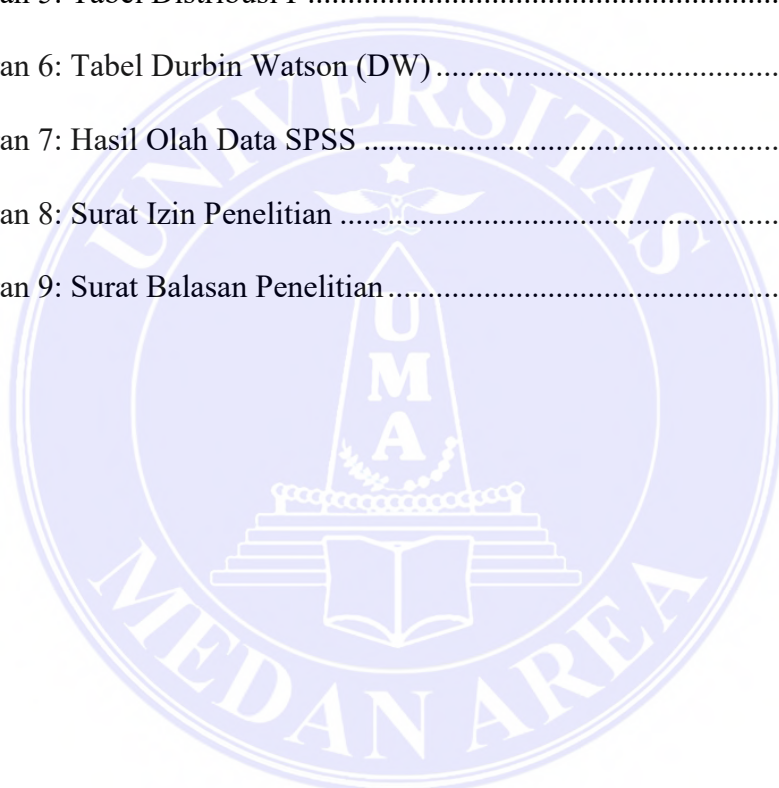 an 6: Tabel Durbin Watson (DW)
an 7: Hasil Olah Data SPSS
an 8: Surat Izin Penelitian
an 9: Surat Balasan Penelitian
UNIVERSITAS
UMA
MEDAN AREA